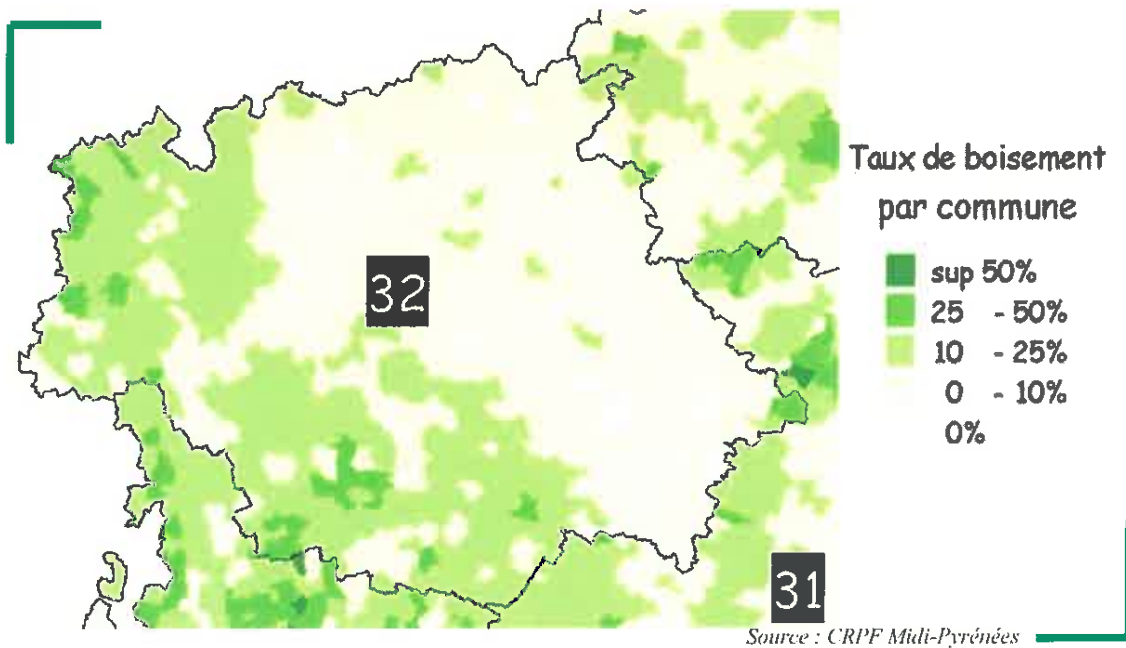 Taux de boisement
par commune
sup 50%
25 - 50%
10 - 25%
0 - 10%
0%
32
31
Source : CRPF Midi-Pyrénées